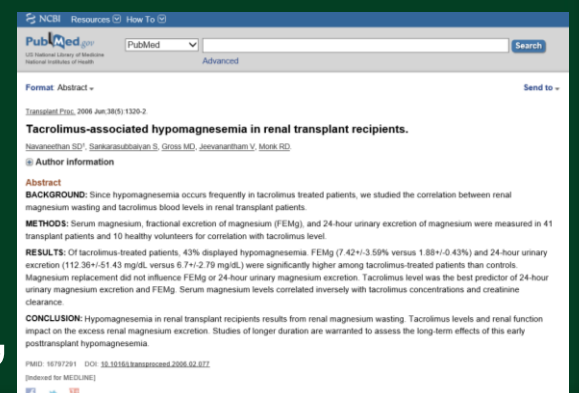 NCBI Resources How To
PubMed.gov
US National Library of Medicine
National Institutes of Health
PubMed
Search
Advanced
Format: Abstract
Send to
Transplant Proc. 2006 Jun;38(5):1320-2.
Tacrolimus-associated hypomagnesemia in renal transplant recipients.
Navaneethan SD1, Sankarasubbaiyan S, Gross MD, Jeevanantham V, Monk RD.
Author information
Abstract
BACKGROUND: Since hypomagnesemia occurs frequently in tacrolimus treated patients, we studied the correlation between renal
magnesium wasting and tacrolimus blood levels in renal transplant patients.
METHODS: Serum magnesium, fractional excretion of magnesium (FEMg), and 24-hour urinary excretion of magnesium were measured in 41
transplant patients and 10 healthy volunteers for correlation with tacrolimus level.
RESULTS: Of tacrolimus-treated patients, 43% displayed hypomagnesemia. FEMg (7.42+/-3.59% versus 1.88+/-0.43%) and 24-hour urinary
excretion (112.36+/-51.43 mg/dL versus 6.7+/-2.79 mg/dL) were significantly higher among tacrolimus-treated patients than controls.
Magnesium replacement did not influence FEMg or 24-hour urinary magnesium excretion. Tacrolimus level was the best predictor of 24-hour
urinary magnesium excretion and FEMg. Serum magnesium levels correlated inversely with tacrolimus concentrations and creatinine
clearance.
CONCLUSION: Hypomagnesemia in renal transplant recipients results from renal magnesium wasting. Tacrolimus levels and renal function
impact on the excess renal magnesium excretion. Studies of longer duration are warranted to assess the long-term effects of this early
posttransplant hypomagnesemia.
PMID: 16797291 DOI: 10.1016/j.transproceed.2006.02.077
[Indexed for MEDLINE]